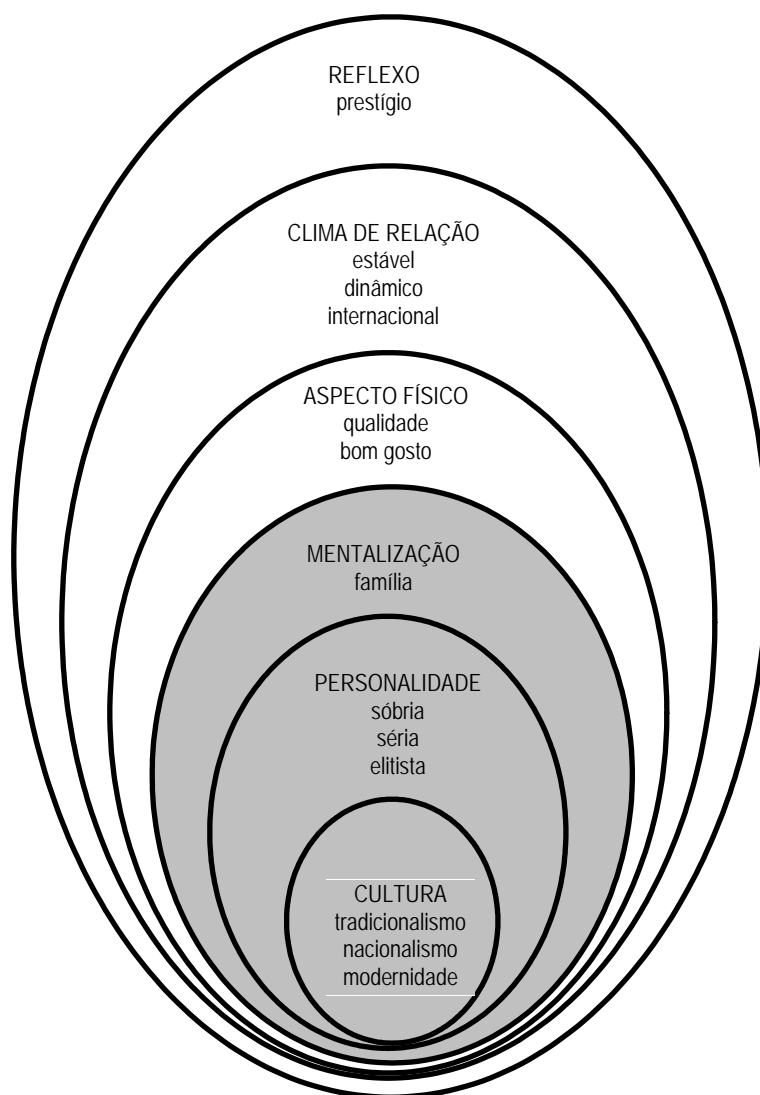 REFLEXO
prestígio
CLIMA DE RELAÇÃO
estável
dinâmico
internacional
ASPECTO FÍSICO
qualidade
bom gosto
MENTALIZAÇÃO
família
PERSONALIDADE
sóbria
séria
elitista
CULTURA
tradicionalismo
nacionalismo
modernidade